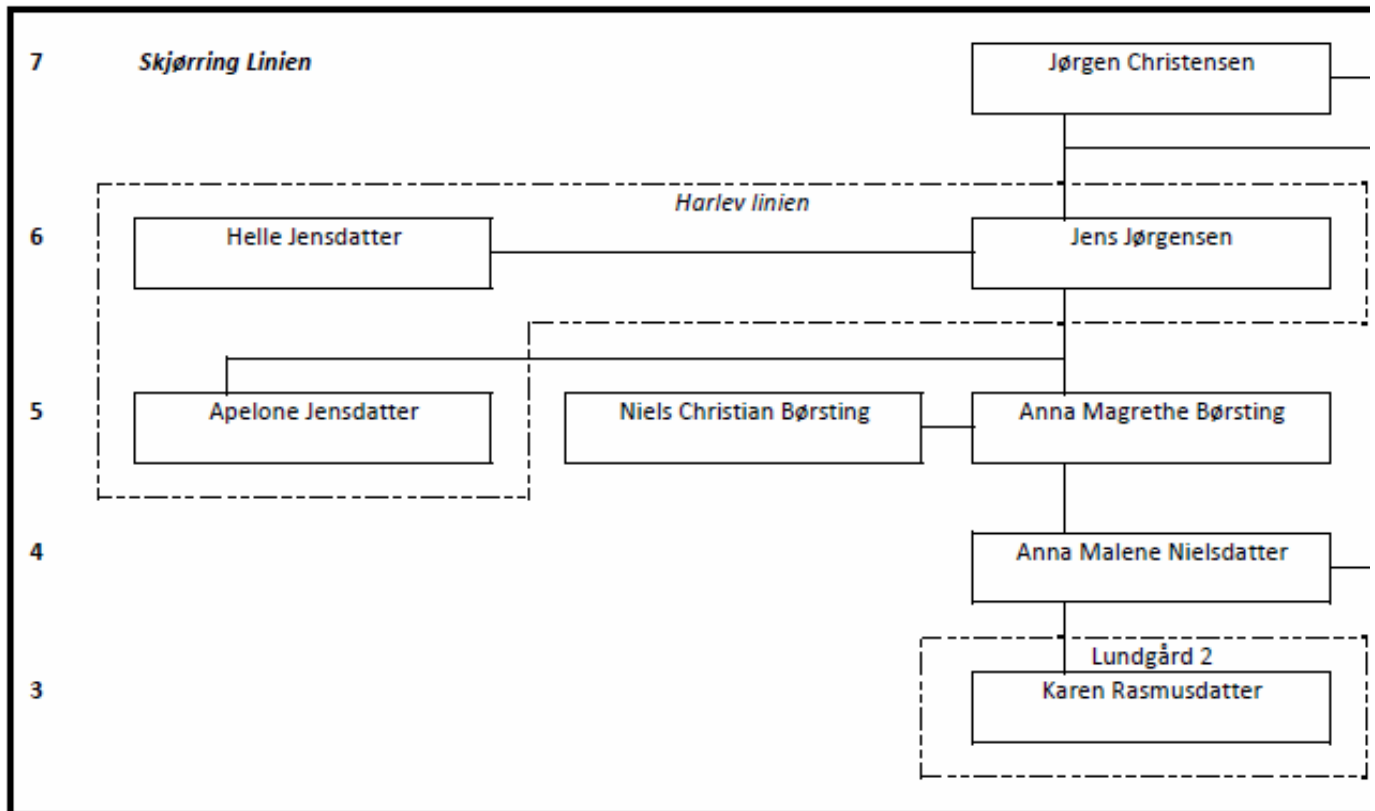 7 Skjørring Linien Jørgen Christensen
Harlev linien
6 Helle Jensdatter Jens Jørgensen
5 Apelone Jensdatter Niels Christian Børsting Anna Magrethe Børsting
4 Anna Malene Nielsdatter
Lundgård 2
3 Karen Rasmusdatter